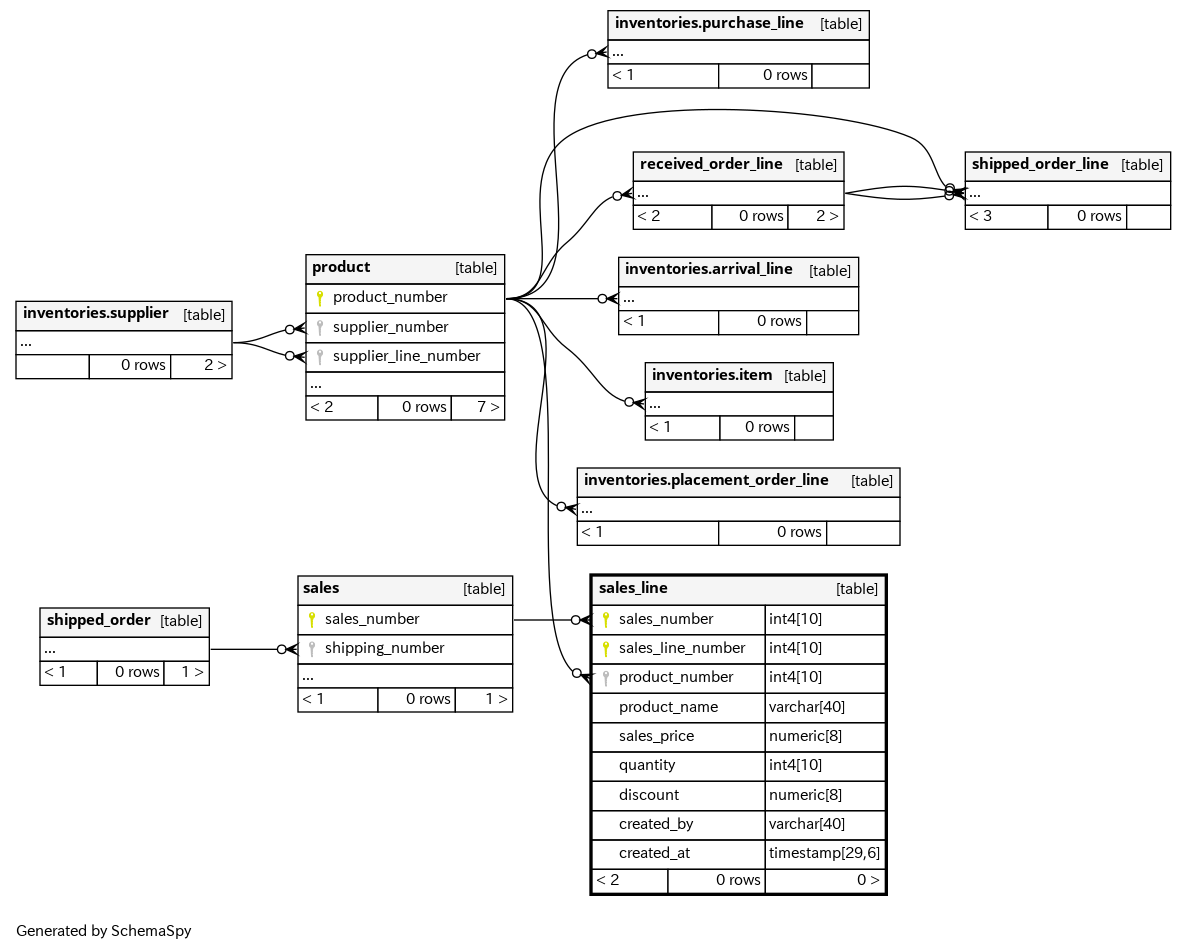 inventories.purchase_line [table]
...
< 1 0 rows
received_order_line [table]
...
< 2 0 rows 2 >
shipped_order_line [table]
...
< 3 0 rows
product [table]
product_number
supplier_number
supplier_line_number
...
< 2 0 rows 7 >
inventories.arrival_line [table]
...
< 1 0 rows
inventories.supplier [table]
...
0 rows 2 >
inventories.item [table]
...
< 1 0 rows
inventories.placement_order_line [table]
...
< 1 0 rows
sales [table]
sales_number
shipping_number
...
< 1 0 rows 1 >
shipped_order [table]
...
< 1 0 rows 1 >
sales_line [table]
sales_number int4[10]
sales_line_number int4[10]
product_number int4[10]
product_name varchar[40]
sales_price numeric[8]
quantity int4[10]
discount numeric[8]
created_by varchar[40]
created_at timestamp[29,6]
< 2 0 rows 0 >
Generated by SchemaSpy